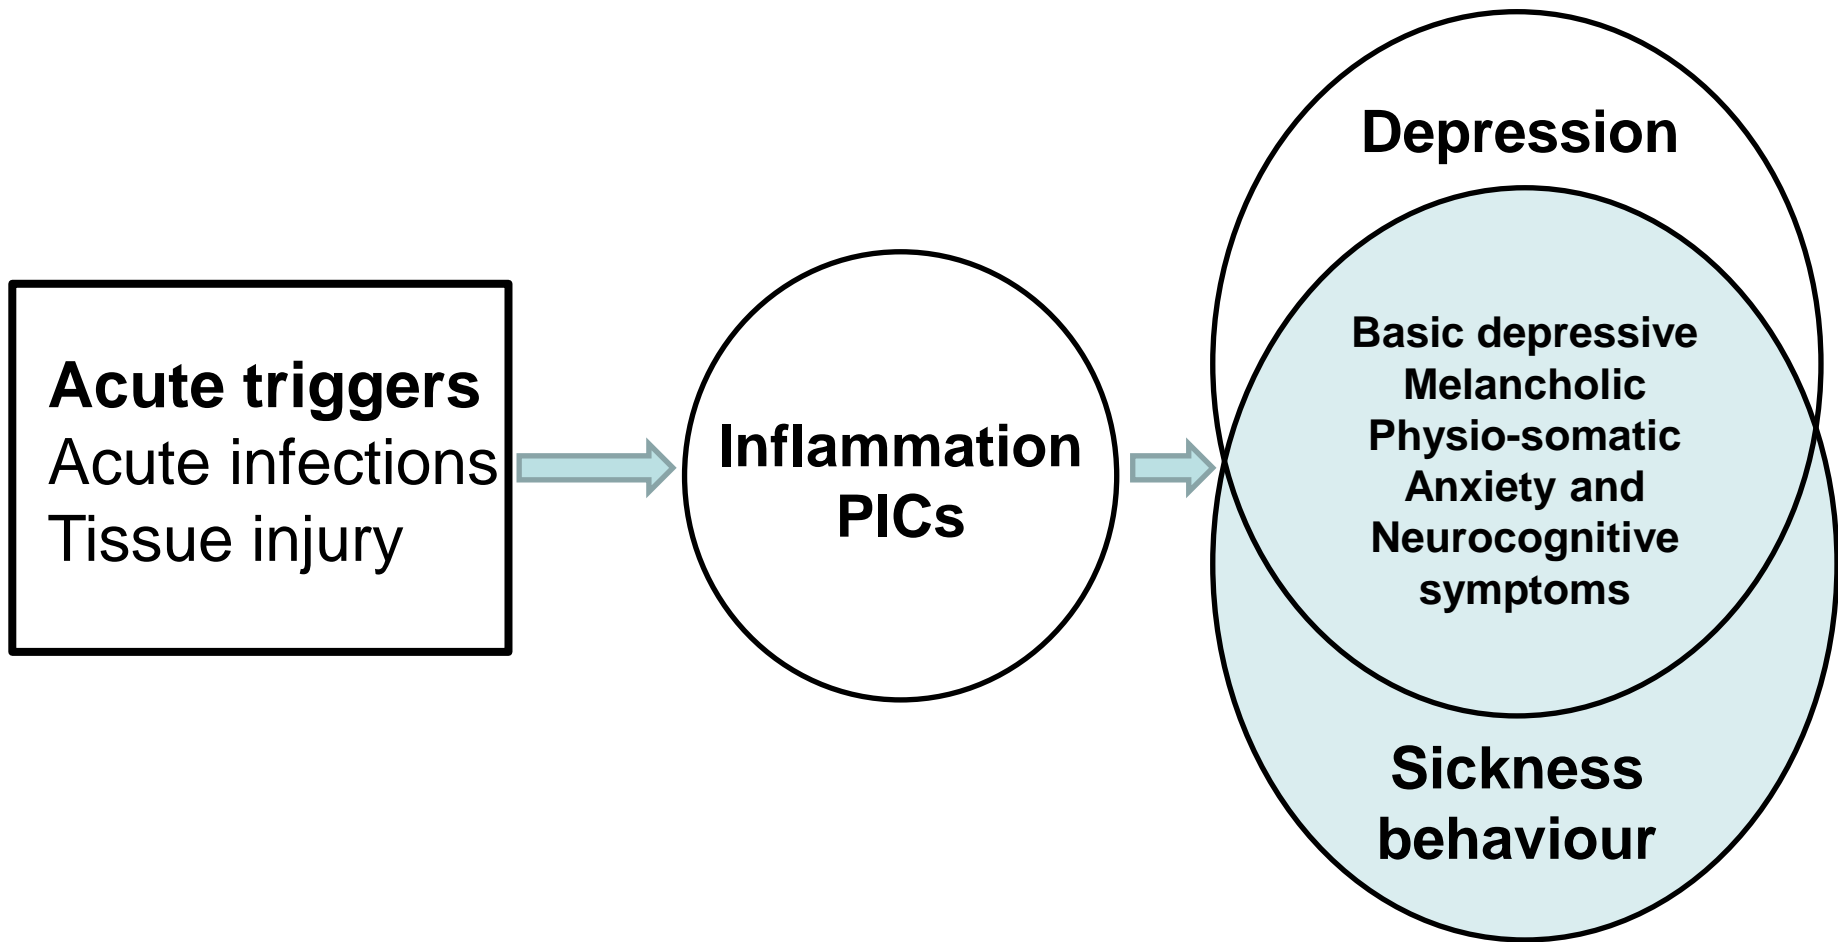 Acute triggers
Acute infections
Tissue injury
Inflammation
PICs
Depression
Basic depressive
Melancholic
Physio-somatic
Anxiety and
Neurocognitive
symptoms
Sickness
behaviour